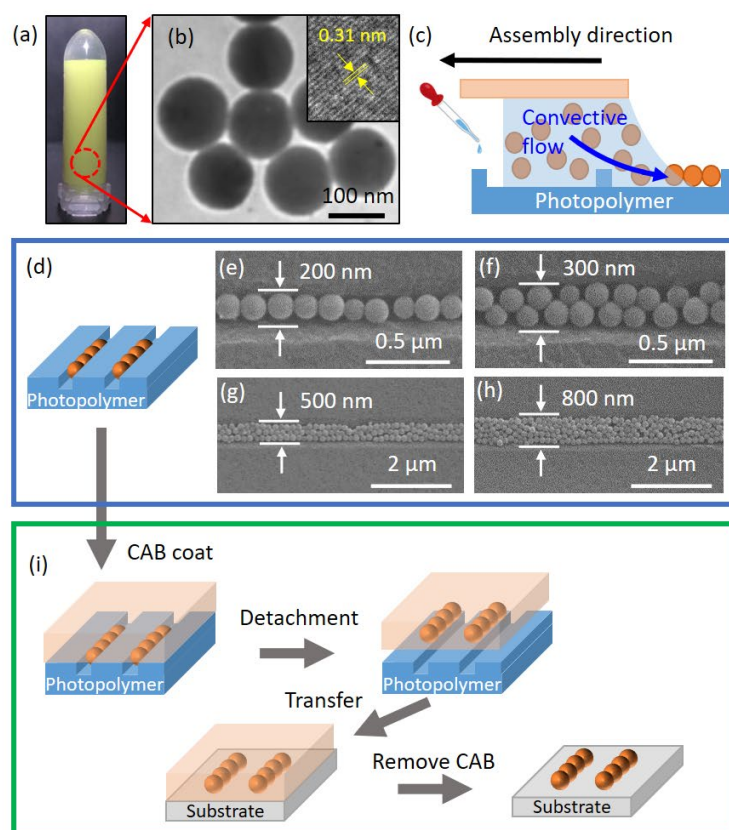 (a)
(b)
0.31 nm
100 nm
(c)
Assembly direction
Convective
flow
Photopolymer
(d)
Photopolymer
(e)
200 nm
0.5 μm
(f)
300 nm
0.5 μm
(g)
500 nm
2 μm
(h)
800 nm
2 μm
CAB coat
(i)
Photopolymer
Detachment
Photopolymer
Transfer
Substrate
Remove CAB
Substrate